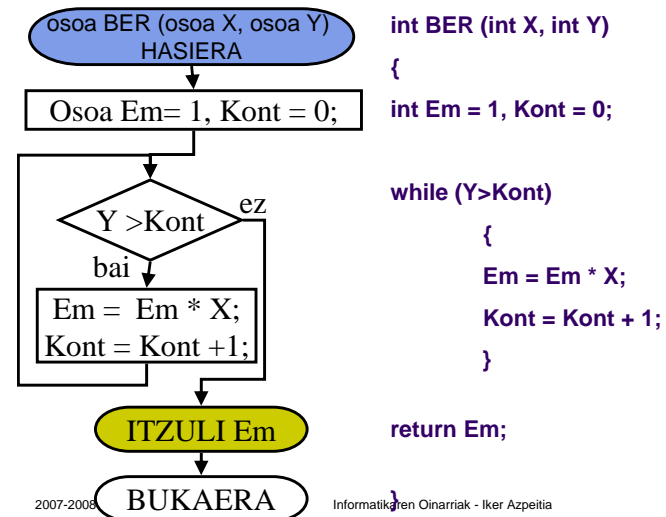 osoa BER (osoa X, osoa Y)
HASIERA
Osoa Em= 1, Kont = 0;
Y >Kont
ez
bai
Em = Em * X;
Kont = Kont +1;
ITZULI Em
BUKAERA
int BER (int X, int Y)
{
int Em = 1, Kont = 0;
while (Y>Kont)
{
Em = Em * X;
Kont = Kont + 1;
}
return Em;
}
2007-2008
Informatikaren Oinarriak - Iker Azpeitia